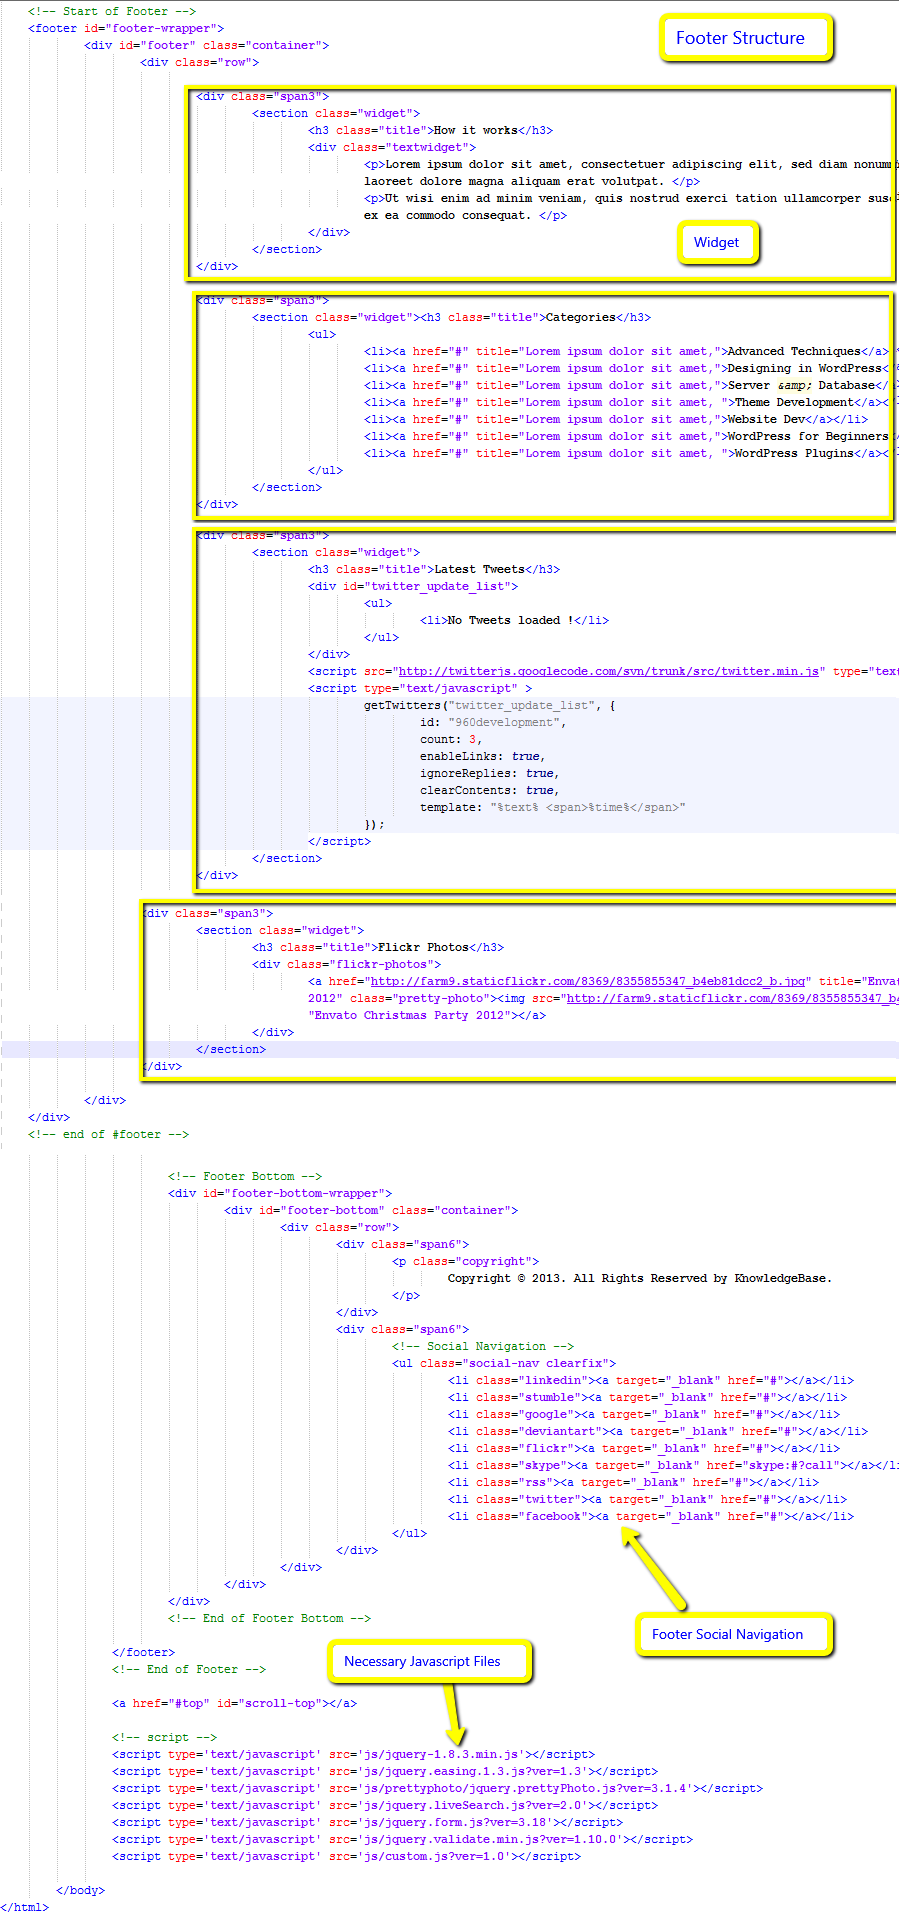 <!-- Start of Footer -->
<footer id="footer-wrapper">
<div id="footer" class="container">
Footer Structure
<div class="row">
<div class="span3">
<section class="widget">
<h3 class="title">How it works</h3>
<div class="textwidget">
<p>Lorem ipsum dolor sit amet, consectetuer adipiscing elit, sed diam nonummy
laoreet dolore magna aliquam erat volutpat. </p>
<p>Ut wisi enim ad minim veniam, quis nostrud exerci tation ullamcorper
ex ea commodo consequat. </p>
</div>
Widget
</section>
</div>
<div class="span3">
<section class="widget"><h3 class="title">Categories</h3>
<ul>
<li><a href="#" title="Lorem ipsum dolor sit amet,">Advanced Techniques</a>
<li><a href="#" title="Lorem ipsum dolor sit amet,">Designing in WordPress<
<li><a href="#" title="Lorem ipsum dolor sit amet,">Server &amp; Database</a
<li><a href="#" title="Lorem ipsum dolor sit amet, ">Theme Development</a><
<li><a href="#" title="Lorem ipsum dolor sit amet,">Website Dev</a></li>
<li><a href="#" title="Lorem ipsum dolor sit amet,">WordPress for Beginners<
<li><a href="#" title="Lorem ipsum dolor sit amet, ">WordPress Plugins</a><
</ul>
</section>
</div>
<div class="span3">
<section class="widget">
<h3 class="title">Latest Tweets</h3>
<div id="twitter_update_list">
<ul>
<li>No Tweets loaded !</li>
</ul>
</div>
<script src="http://twitterjs.googlecode.com/svn/trunk/src/twitter.min.js" type="text
<script type="text/javascript" >
getTwitters("twitter_update_list", {
id: "960development",
count: 3,
enableLinks: true,
ignoreReplies: true,
clearContents: true,
template: "%text% <span>%time%</span>"
});
</script>
</section>
</div>
<div class="span3">
<section class="widget">
<h3 class="title">Flickr Photos</h3>
<div class="flickr-photos">
<a href="http://farm9.staticflickr.com/8369/8355855347_b4eb81dcc2_b.jpg" title="Envat
2012" class="pretty-photo"><img src="http://farm9.staticflickr.com/8369/8355855347_b4
"Envato Christmas Party 2012"></a>
</div>
</section>
</div>
</div>
</div>
<!-- end of #footer -->
<!-- Footer Bottom -->
<div id="footer-bottom-wrapper">
<div id="footer-bottom" class="container">
<div class="row">
<div class="span6">
<p class="copyright">
Copyright © 2013. All Rights Reserved by KnowledgeBase.
</p>
</div>
<div class="span6">
<!-- Social Navigation -->
<ul class="social-nav clearfix">
<li class="linkedin"><a target="_blank" href="#"></a></li>
<li class="stumble"><a target="_blank" href="#"></a></li>
<li class="google"><a target="_blank" href="#"></a></li>
<li class="deviantart"><a target="_blank" href="#"></a></li>
<li class="flickr"><a target="_blank" href="#"></a></li>
<li class="skype"><a target="_blank" href="skype:#?call"></a></li
<li class="rss"><a target="_blank" href="#"></a></li>
<li class="twitter"><a target="_blank" href="#"></a></li>
<li class="facebook"><a target="_blank" href="#"></a></li>
</ul>
</div>
</div>
</div>
</div>
<!-- End of Footer Bottom -->
Footer Social Navigation
</footer>
Necessary Javascript Files
<!-- End of Footer -->
<a href="#top" id="scroll-top"></a>
<!-- script -->
<script type='text/javascript' src='js/jquery-1.8.3.min.js'></script>
<script type='text/javascript' src='js/jquery.easing.1.3.js?ver=1.3'></script>
<script type='text/javascript' src='js/prettyphoto/jquery.prettyPhoto.js?ver=3.1.4'></script>
<script type='text/javascript' src='js/jquery.liveSearch.js?ver=2.0'></script>
<script type='text/javascript' src='js/jquery.form.js?ver=3.18'></script>
<script type='text/javascript' src='js/jquery.validate.min.js?ver=1.10.0'></script>
<script type='text/javascript' src='js/custom.js?ver=1.0'></script>
</body>
</html>